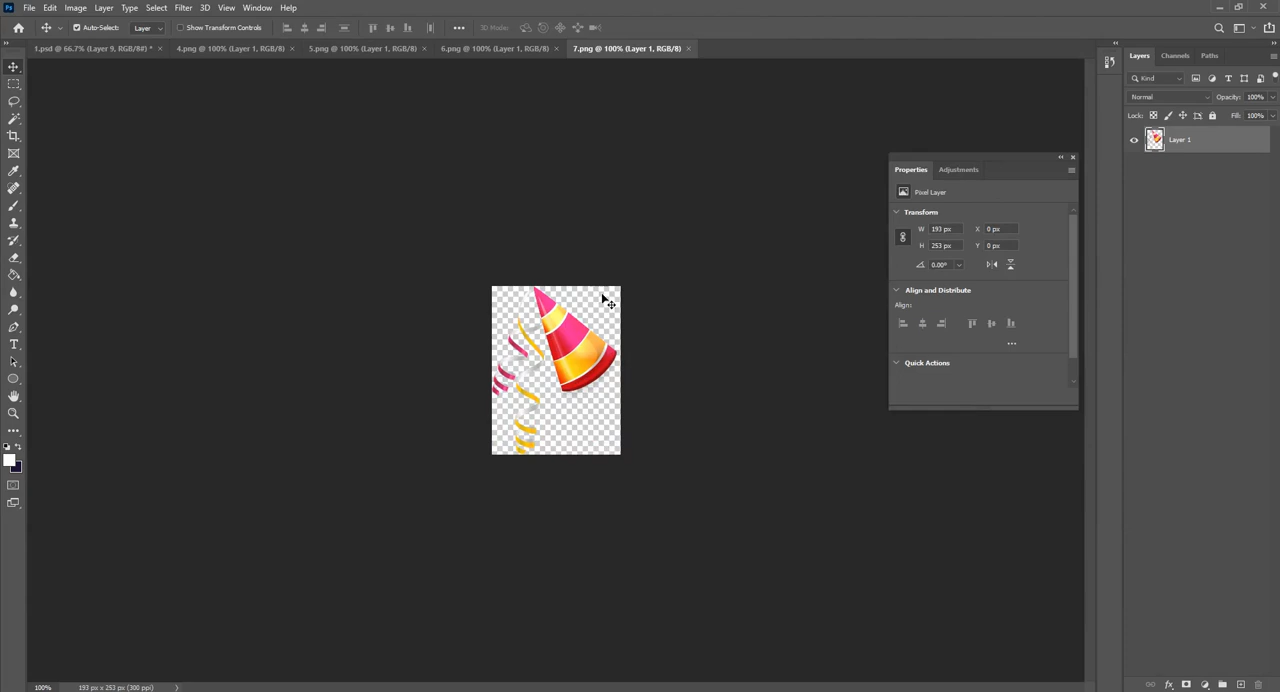 Ps File Edit Image Layer Type Select Filter 3D View Window Help
Auto-Select: Layer Show Transform Controls 3D Mode:
1.psd @ 66.7% (Layer 9, RGB/8#) * × 4.png @ 100% (Layer 1, RGB/8) × 5.png @ 100% (Layer 1, RGB/8) × 6.png @ 100% (Layer 1, RGB/8) × 7.png @ 100% (Layer 1, RGB/8) ×
Layers Channels Paths
Kind
Normal Opacity: 100%
Lock: Fill: 100%
Layer 1
Properties Adjustments
Pixel Layer
Transform
W 193 px X 0 px
H 253 px Y 0 px
0.00°
Align and Distribute
Align:
Quick Actions
T
fx
100% 193 px x 253 px (300 ppi)